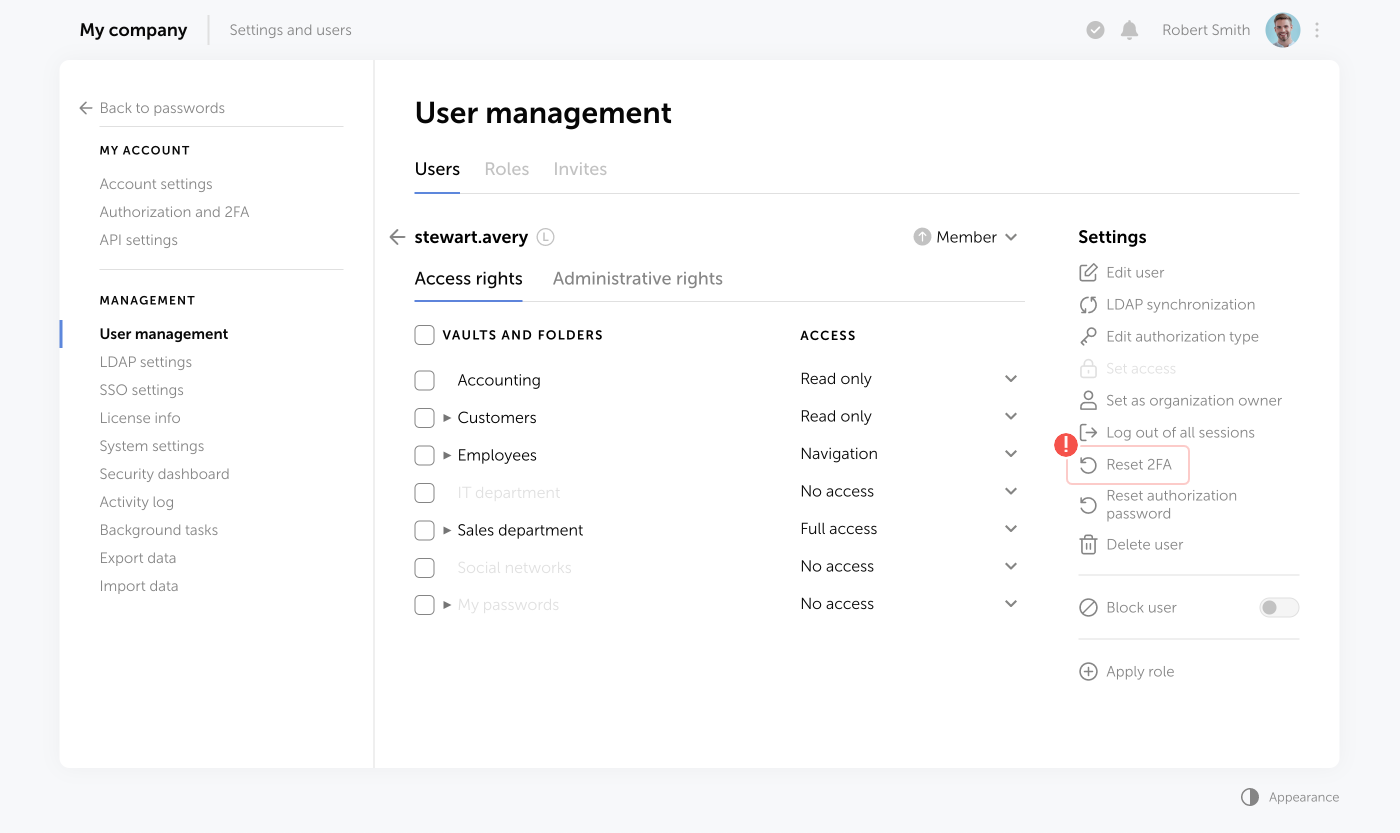 My company
Settings and users
Robert Smith
Back to passwords
MY ACCOUNT
Account settings
Authorization and 2FA
API settings
MANAGEMENT
User management
LDAP settings
SSO settings
License info
System settings
Security dashboard
Activity log
Background tasks
Export data
Import data
User management
Users Roles Invites
stewart.avery L
Member
Access rights Administrative rights
VAULTS AND FOLDERS ACCESS
Accounting Read only
Customers Read only
Employees Navigation
IT department No access
Sales department Full access
Social networks No access
My passwords No access
Settings
Edit user
LDAP synchronization
Edit authorization type
Set access
Set as organization owner
Log out of all sessions
!
Reset 2FA
Reset authorization
password
Delete user
Block user
Apply role
Appearance